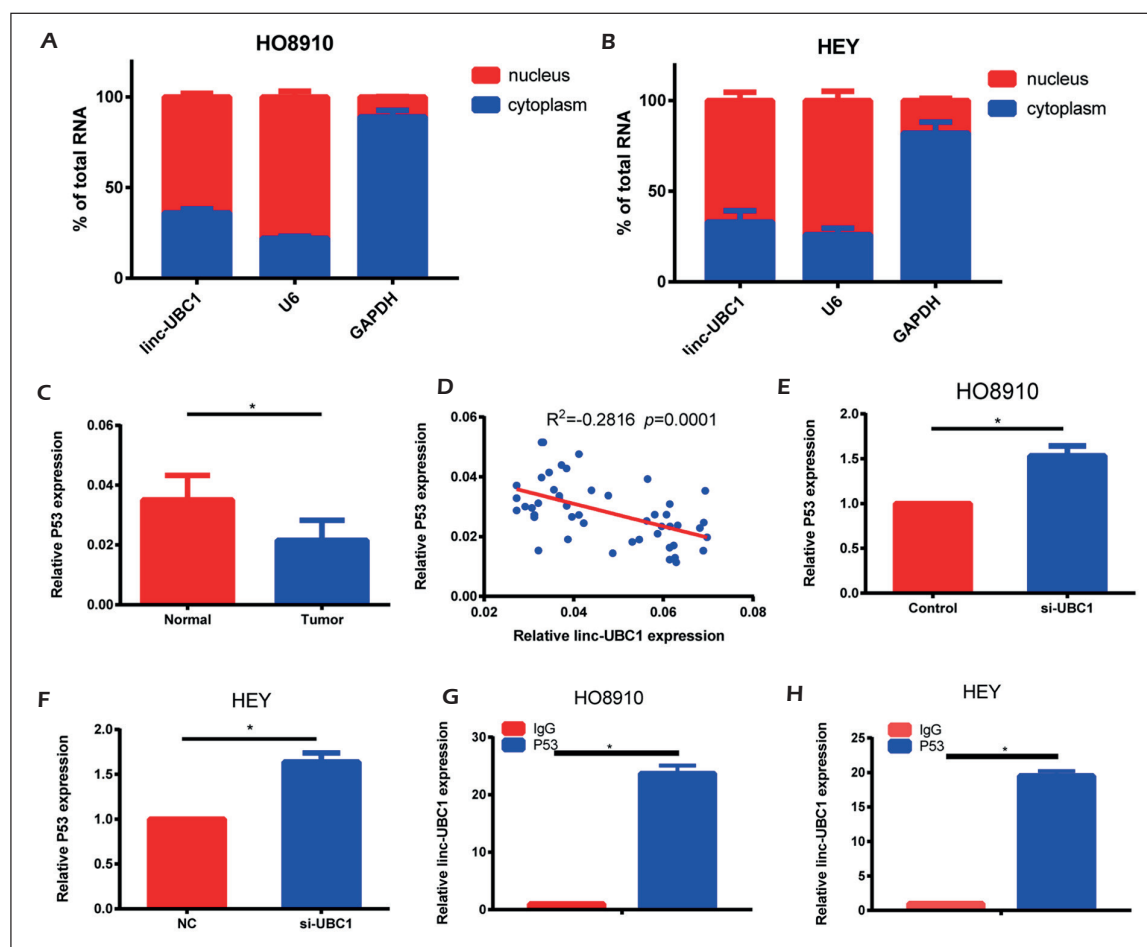 A
HO8910
nucleus
cytoplasm
% of total RNA
100
50
0
linc-UBC1
U6
GAPDH
B
HEY
nucleus
cytoplasm
% of total RNA
100
50
0
linc-UBC1
U6
GAPDH
C
*
Relative P53 expression
0.06
0.04
0.02
0.00
Normal
Tumor
D
R²=-0.2816 p=0.0001
Relative P53 expression
0.06
0.04
0.02
0.00
0.02
0.04
0.06
0.08
Relative linc-UBC1 expression
E
HO8910
*
Relative P53 expression
2.0
1.5
1.0
0.5
0.0
Control
si-UBC1
F
HEY
*
Relative P53 expression
2.0
1.5
1.0
0.5
0.0
NC
si-UBC1
G
HO8910
IgG
P53
*
Relative linc-UBC1 expression
30
20
10
0
H
HEY
IgG
P53
*
Relative linc-UBC1 expression
25
20
15
10
5
0